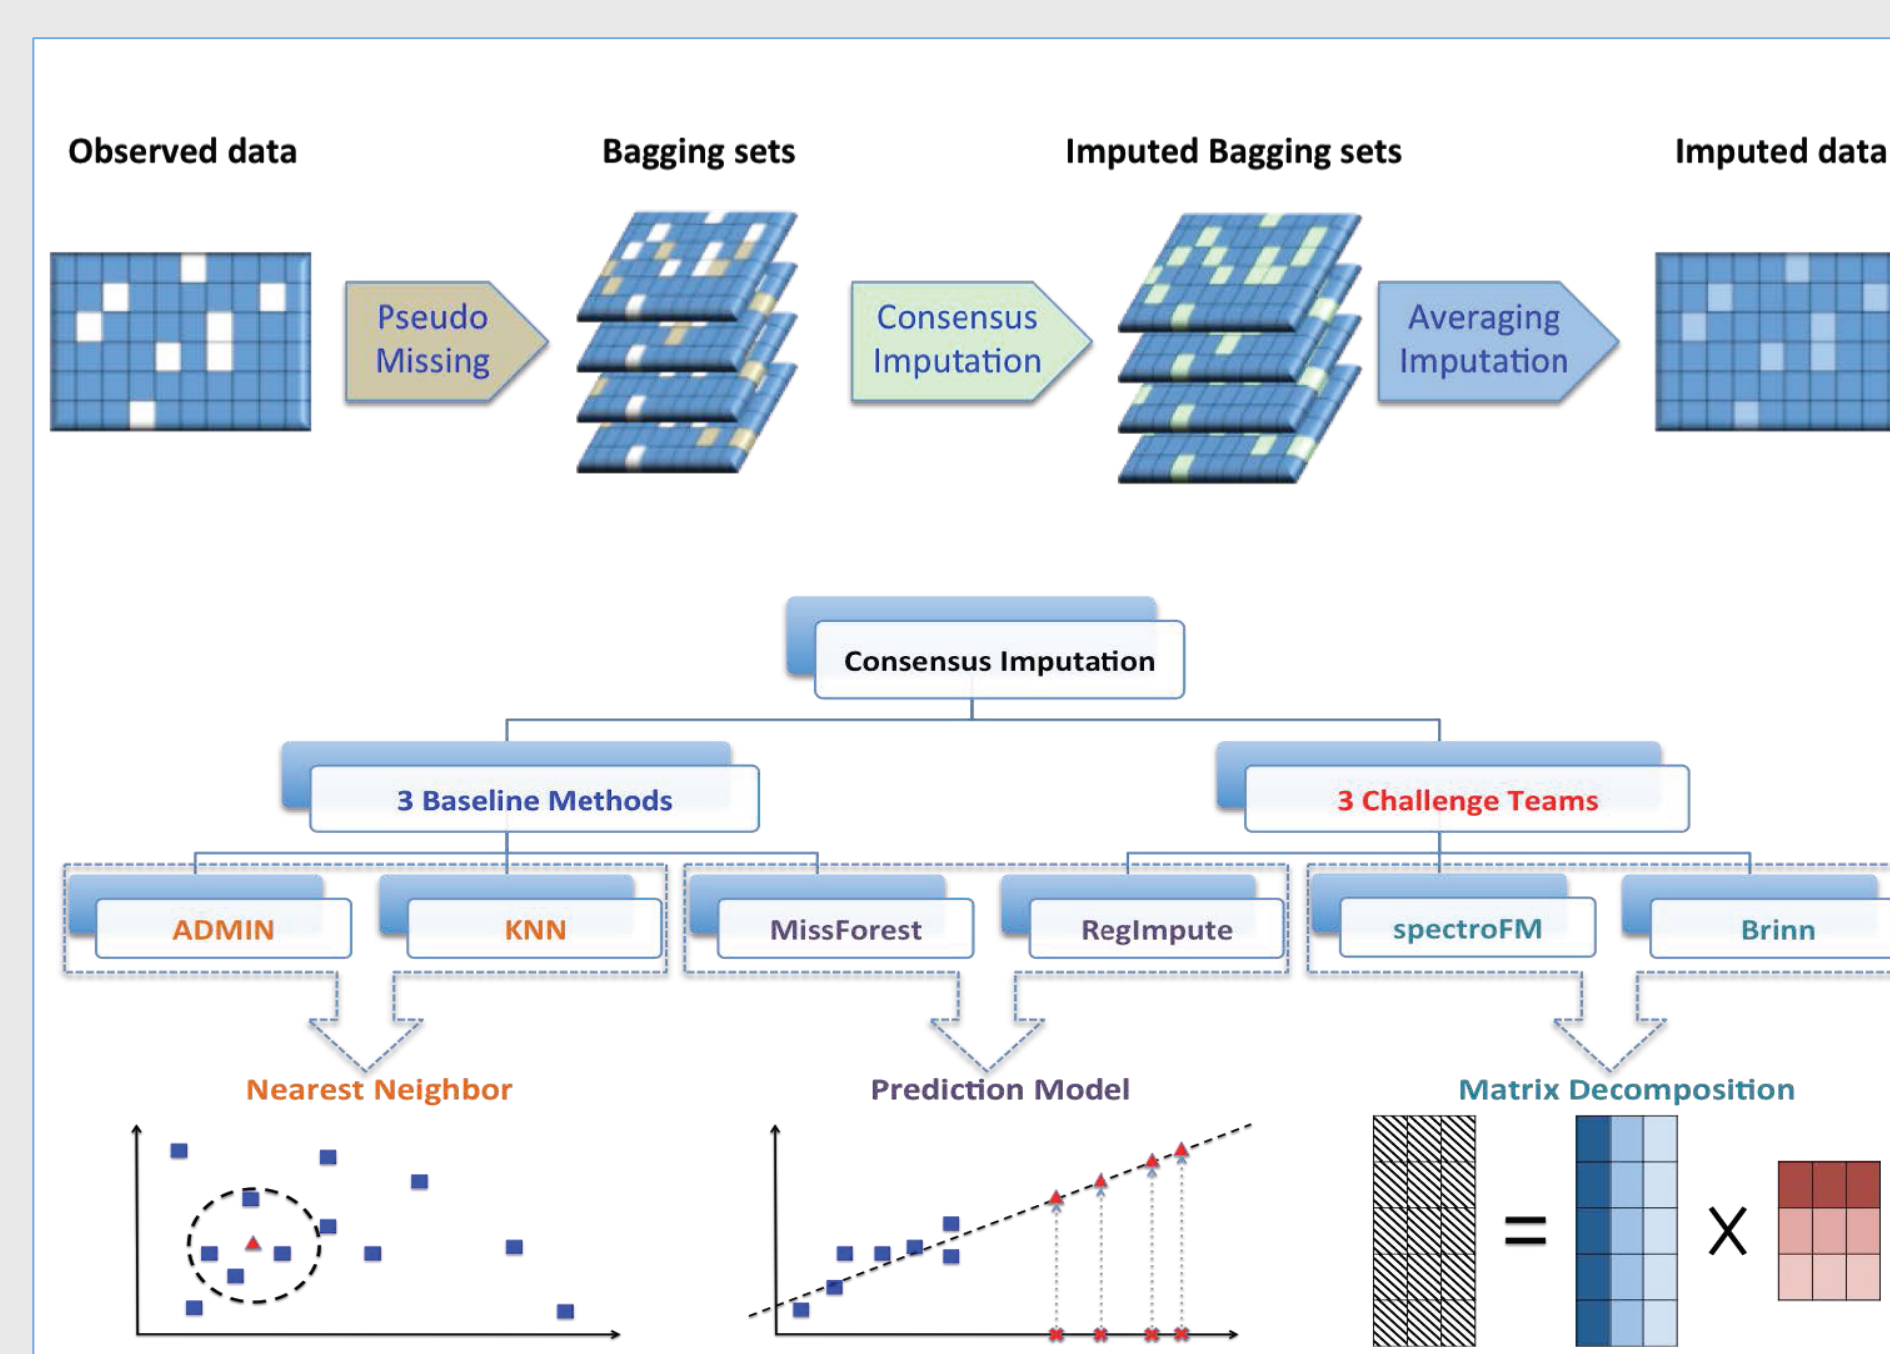 Observed data
Bagging sets
Imputed Bagging sets
Imputed data
Pseudo
Missing
Consensus
Imputation
Averaging
Imputation
Consensus Imputation
3 Baseline Methods
3 Challenge Teams
ADMIN
KNN
MissForest
RegImpute
spectroFM
Brinn
Nearest Neighbor
Prediction Model
Matrix Decomposition
=
X